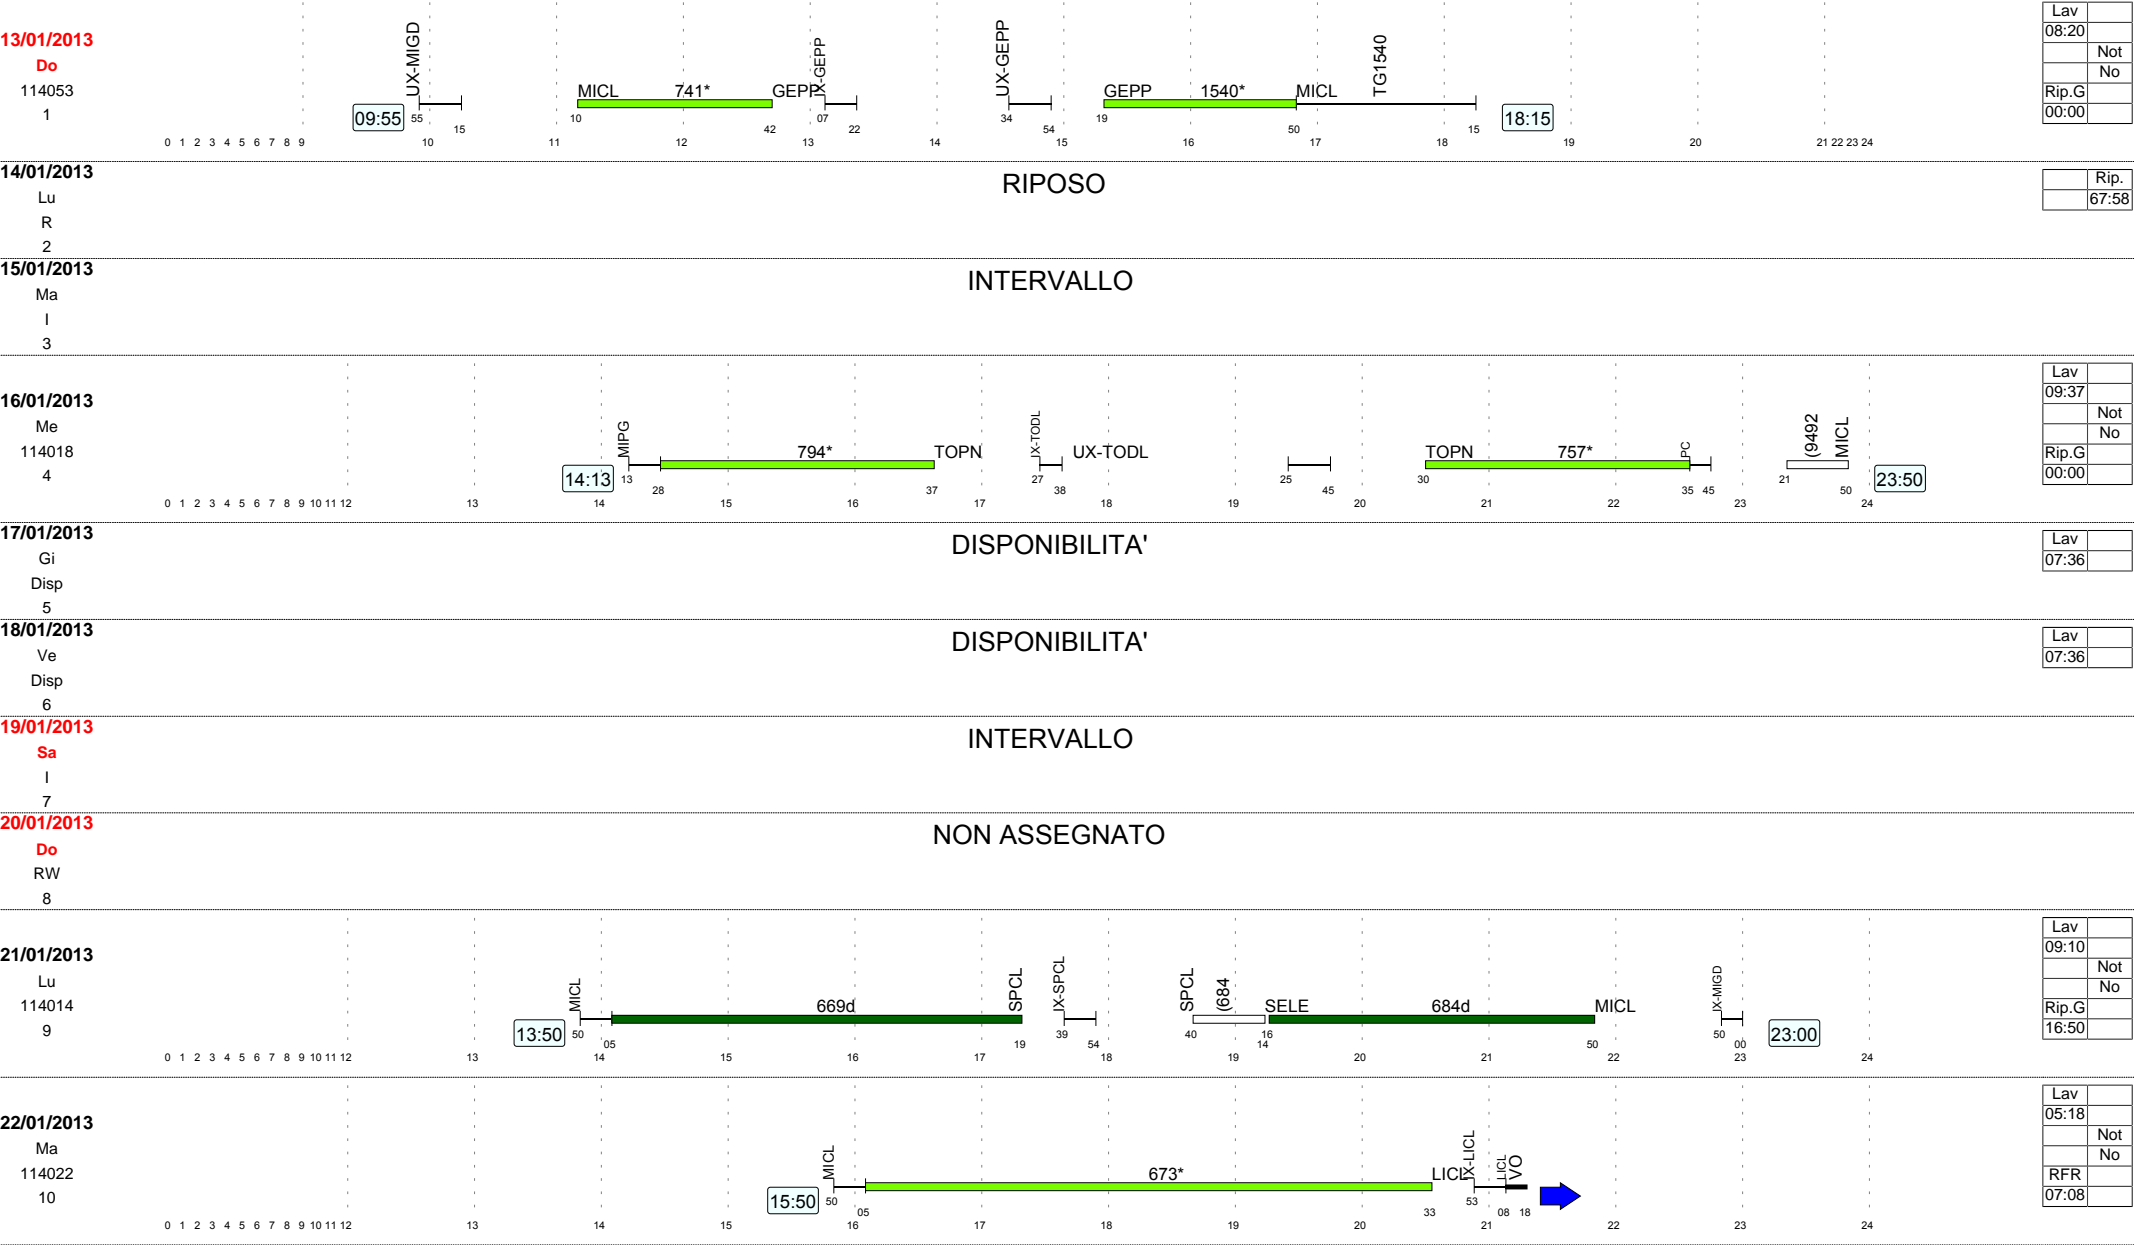 13/01/2013
Do
114053
1
09:55
UX-MIGD
55
15
MICL 741* GEPP
10
42
IX-GEPP
07
22
UX-GEPP
34
54
GEPP 1540* MICL
19
50
TG1540
15
18:15
0 1 2 3 4 5 6 7 8 9 10 11 12 13 14 15 16 17 18 19 20 21 22 23 24
Lav
08:20
Not
No
Rip.G
00:00
14/01/2013
Lu
R
2
RIPOSO
Rip.
67:58
15/01/2013
Ma
I
3
INTERVALLO
16/01/2013
Me
114018
4
14:13
MIPG
13
28
794* TOPN
37
IX-TODL
27
38
UX-TODL
25
45
TOPN 757*
30
PC
35 45
(9492
MICL
21
50
23:50
0 1 2 3 4 5 6 7 8 9 10 11 12 13 14 15 16 17 18 19 20 21 22 23 24
Lav
09:37
Not
No
Rip.G
00:00
17/01/2013
Gi
Disp
5
DISPONIBILITA'
Lav
07:36
18/01/2013
Ve
Disp
6
DISPONIBILITA'
Lav
07:36
19/01/2013
Sa
I
7
INTERVALLO
20/01/2013
Do
RW
8
NON ASSEGNATO
21/01/2013
Lu
114014
9
13:50
MICL
50
05
669d
SPCL
19
IX-SPCL
39
54
SPCL
(684
40
14
16
SELE 684d MICL
50
IX-MIGD
50
00
23:00
0 1 2 3 4 5 6 7 8 9 10 11 12 13 14 15 16 17 18 19 20 21 22 23 24
Lav
09:10
Not
No
Rip.G
16:50
22/01/2013
Ma
114022
10
15:50
MICL
50
05
673* LICL
33
IX-LICL
53
LICL
VO
08 18
0 1 2 3 4 5 6 7 8 9 10 11 12 13 14 15 16 17 18 19 20 21 22 23 24
Lav
05:18
Not
No
RFR
07:08